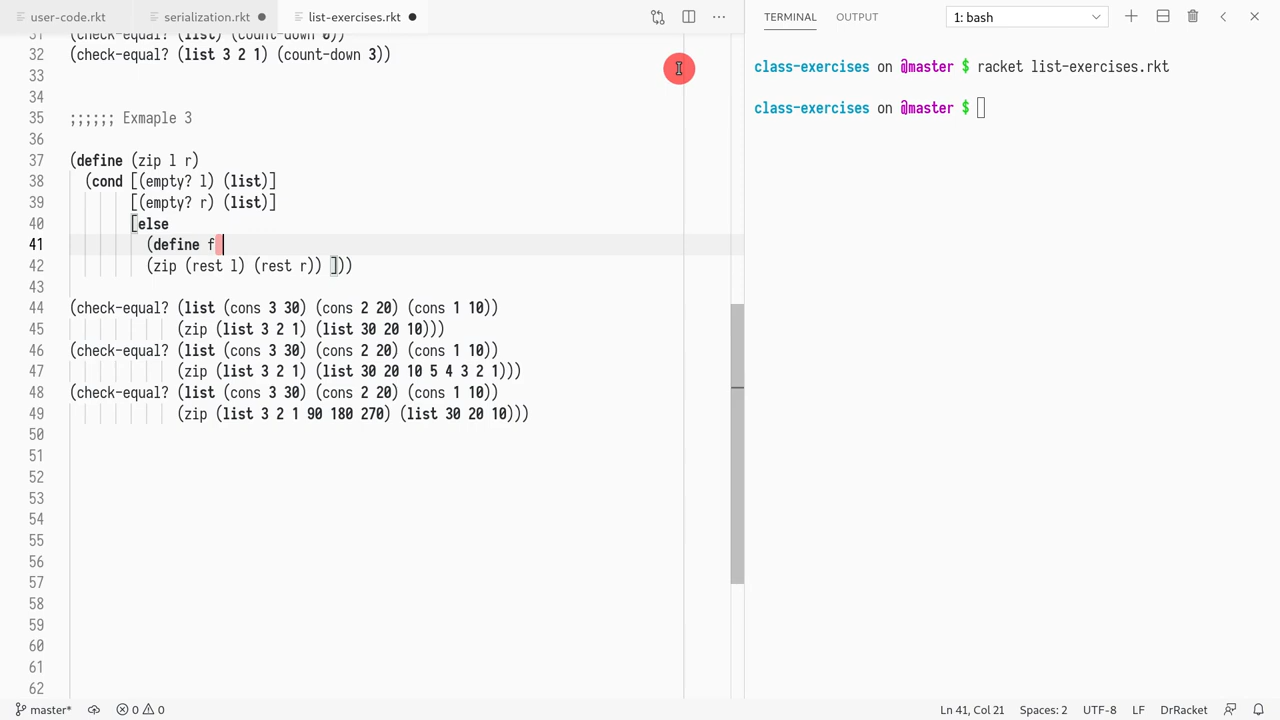 user-code.rkt serialization.rkt list-exercises.rkt
TERMINAL OUTPUT 1: bash
31 (check-equal? (list) (count-down 0))
32 (check-equal? (list 3 2 1) (count-down 3))
33
34
35 ;;;;;; Exmaple 3
36
37 (define (zip l r)
38 (cond [(empty? l) (list)]
39 [(empty? r) (list)]
40 [else
41 (define f
42 (zip (rest l) (rest r)) ]))
43
44 (check-equal? (list (cons 3 30) (cons 2 20) (cons 1 10))
45 (zip (list 3 2 1) (list 30 20 10)))
46 (check-equal? (list (cons 3 30) (cons 2 20) (cons 1 10))
47 (zip (list 3 2 1) (list 30 20 10 5 4 3 2 1)))
48 (check-equal? (list (cons 3 30) (cons 2 20) (cons 1 10))
49 (zip (list 3 2 1 90 180 270) (list 30 20 10)))
50
51
52
53
54
55
56
57
58
59
60
61
62
class-exercises on @master $ racket list-exercises.rkt
class-exercises on @master $
master* 0 0 Ln 41, Col 21 Spaces: 2 UTF-8 LF DrRacket